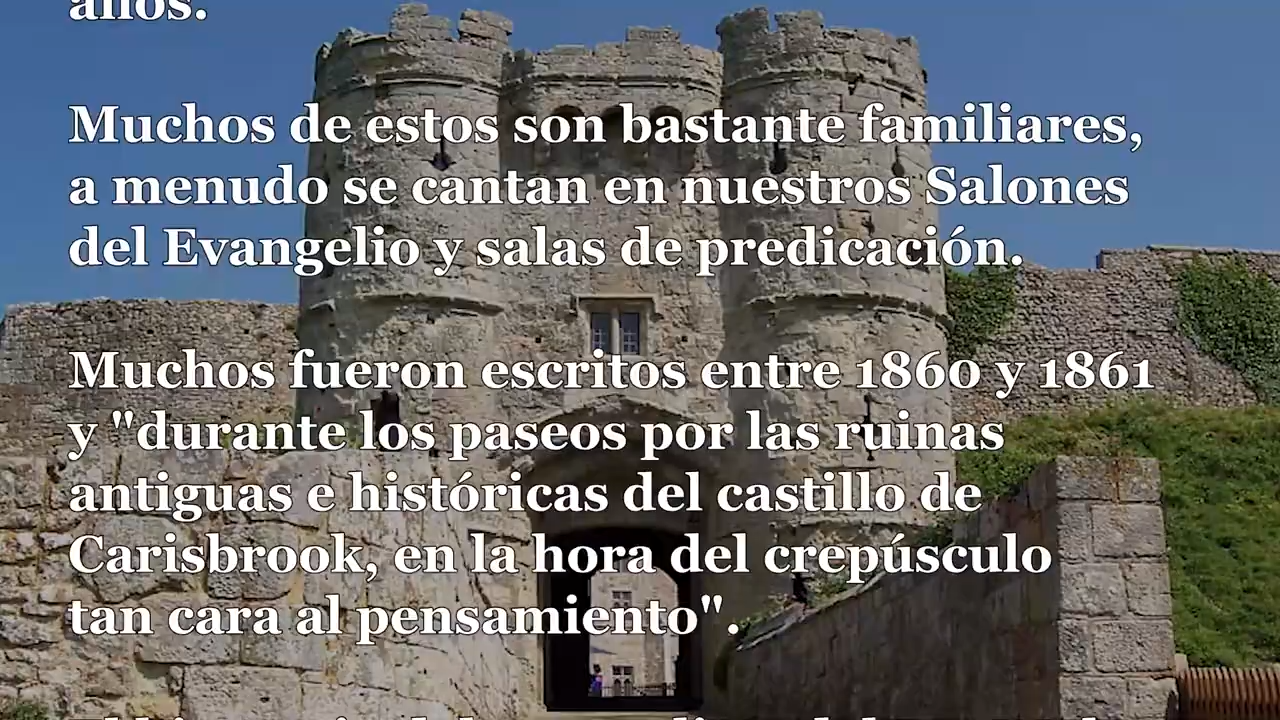 años.
Muchos de estos son bastante familiares,
a menudo se cantan en nuestros Salones
del Evangelio y salas de predicación.
Muchos fueron escritos entre 1860 y 1861
y "durante los paseos por las ruinas
antiguas e históricas del castillo de
Carisbrook, en la hora del crepúsculo
tan cara al pensamiento".